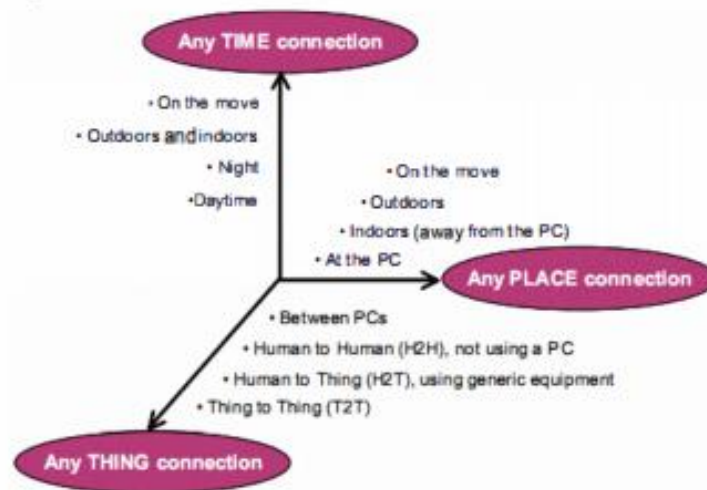 Any TIME connection
• On the move
• Outdoors and indoors
• Night
•Daytime
• On the move
• Outdoors
• Indoors (away from the PC)
• At the PC
Any PLACE connection
• Between PCs
• Human to Human (H2H), not using a PC
• Human to Thing (H2T), using generic equipment
• Thing to Thing (T2T)
Any THING connection